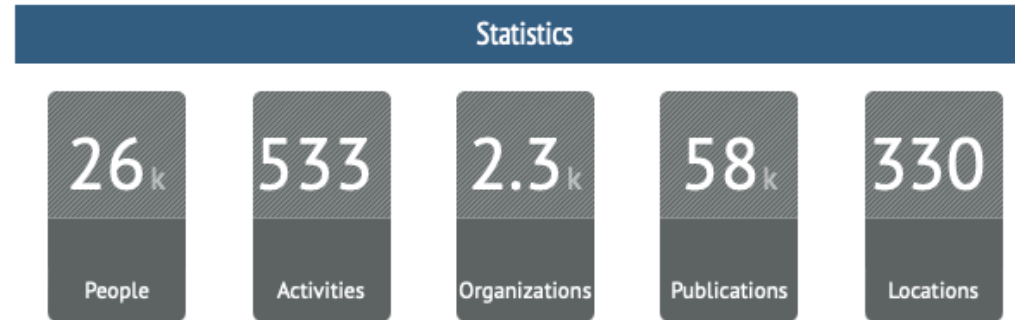 Statistics
26k 533 2.3k 58k 330
People Activities Organizations Publications Locations